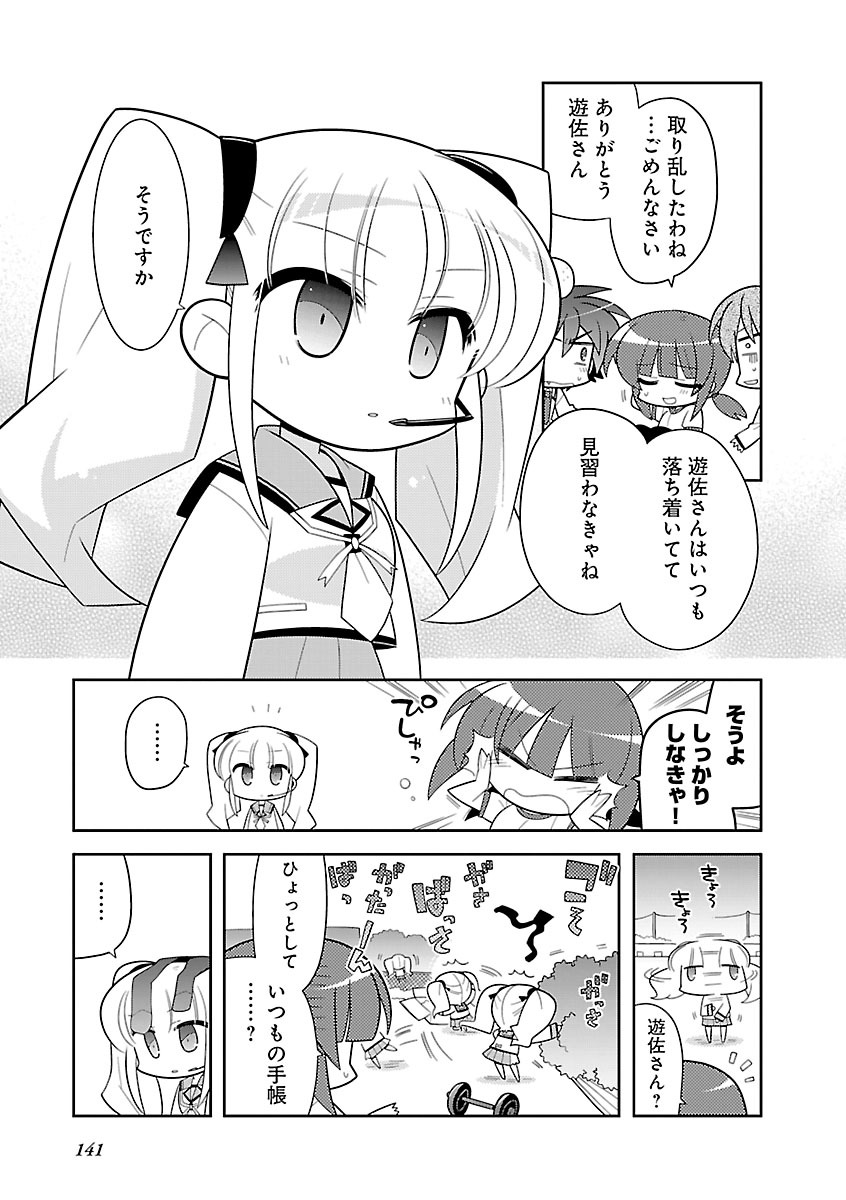 取り乱したわね
…ごめんなさい
ありがとう
遊佐さん
遊佐さんはいつも
落ち着いてて
見習わなきゃね
そうですか
そうよ
しっかり
しなきゃ！
ぴしゃっ
……
きょろ
きょろ
遊佐さん？
ごそ
がさ
ばっさ
がったーん
ばっ
がさっ
ひょっとして
いつもの手帳
……？
……
141